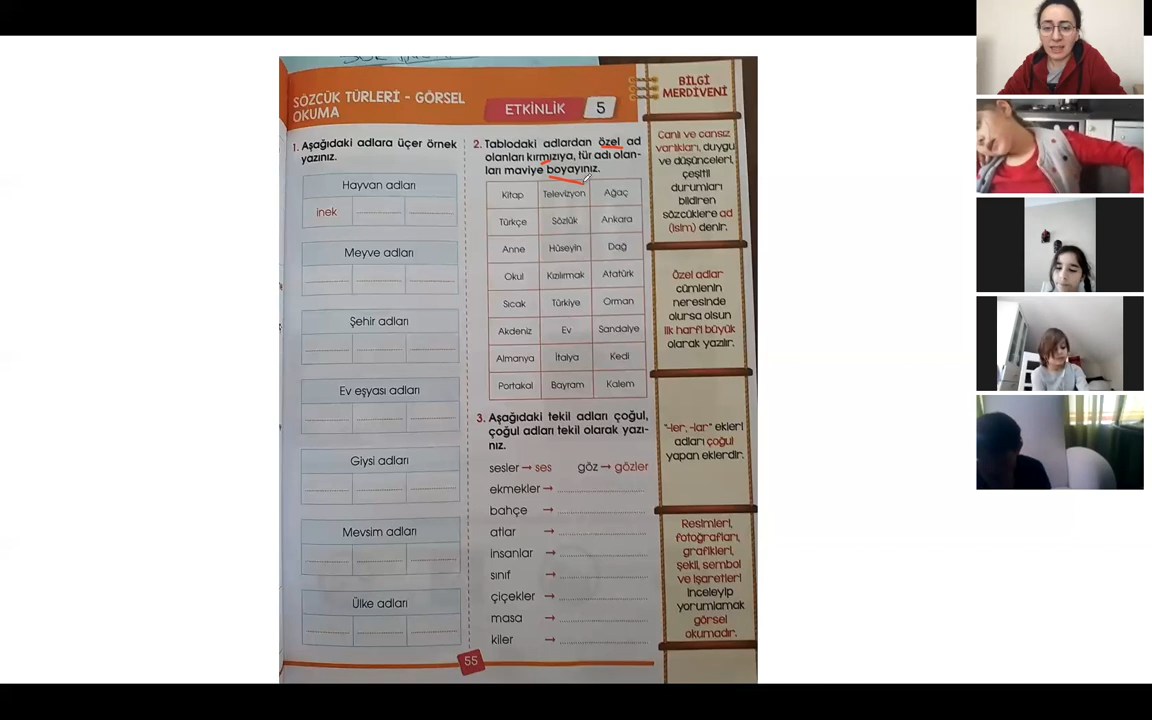 SÖZCÜK TÜRLERİ - GÖRSEL
OKUMA
ETKİNLİK 5
BİLGİ
MERDİVENİ
1. Aşağıdaki adlara üçer örnek
yazınız.
Hayvan adları
inek
Meyve adları
Şehir adları
Ev eşyası adları
Giysi adları
Mevsim adları
Ülke adları
2. Tablodaki adlardan özel ad
olanları kırmızıya, tür adı olan-
ları maviye boyayınız.
Kitap Televizyon Ağaç
Türkçe Sözlük Ankara
Anne Hüseyin Dağ
Okul Kızılırmak Atatürk
Sıcak Türkiye Orman
Akdeniz Ev Sandalye
Almanya İtalya Kedi
Portakal Bayram Kalem
3. Aşağıdaki tekil adları çoğul,
çoğul adları tekil olarak yazı-
nız.
sesler → ses göz → gözler
ekmekler →
bahçe →
atlar →
insanlar →
sınıf →
çiçekler →
masa →
kiler →
Canlı ve cansız
varlıkları, duygu
ve düşünceleri,
çeşitli
durumları
bildiren
sözcüklere ad
(isim) denir.
Özel adlar
cümlenin
neresinde
olursa olsun
ilk harfi büyük
olarak yazılır.
"-ler, -lar" ekleri
adları çoğul
yapan eklerdir.
Resimleri,
fotoğrafları,
grafikleri,
şekil, sembol
ve işaretleri
inceleyip
yorumlamak
görsel
okumadır.
55